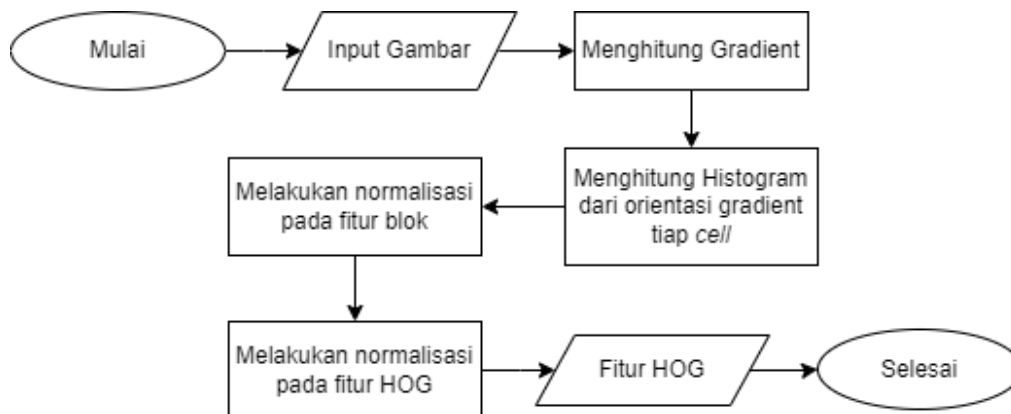 Mulai
Input Gambar
Menghitung Gradient
Menghitung Histogram
dari orientasi gradient
tiap cell
Melakukan normalisasi
pada fitur blok
Melakukan normalisasi
pada fitur HOG
Fitur HOG
Selesai